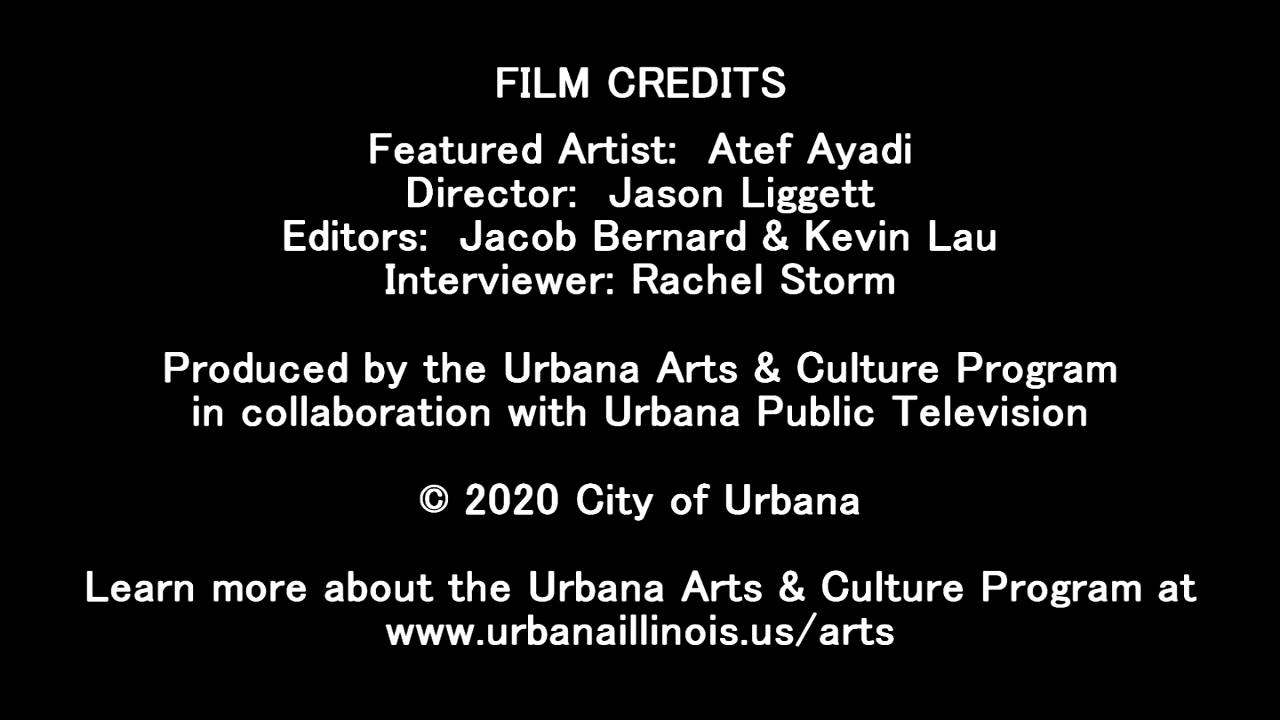 FILM CREDITS
Featured Artist:  Atef Ayadi
Director:  Jason Liggett
Editors:  Jacob Bernard & Kevin Lau
Interviewer: Rachel Storm
Produced by the Urbana Arts & Culture Program
in collaboration with Urbana Public Television
© 2020 City of Urbana
Learn more about the Urbana Arts & Culture Program at
www.urbanaillinois.us/arts